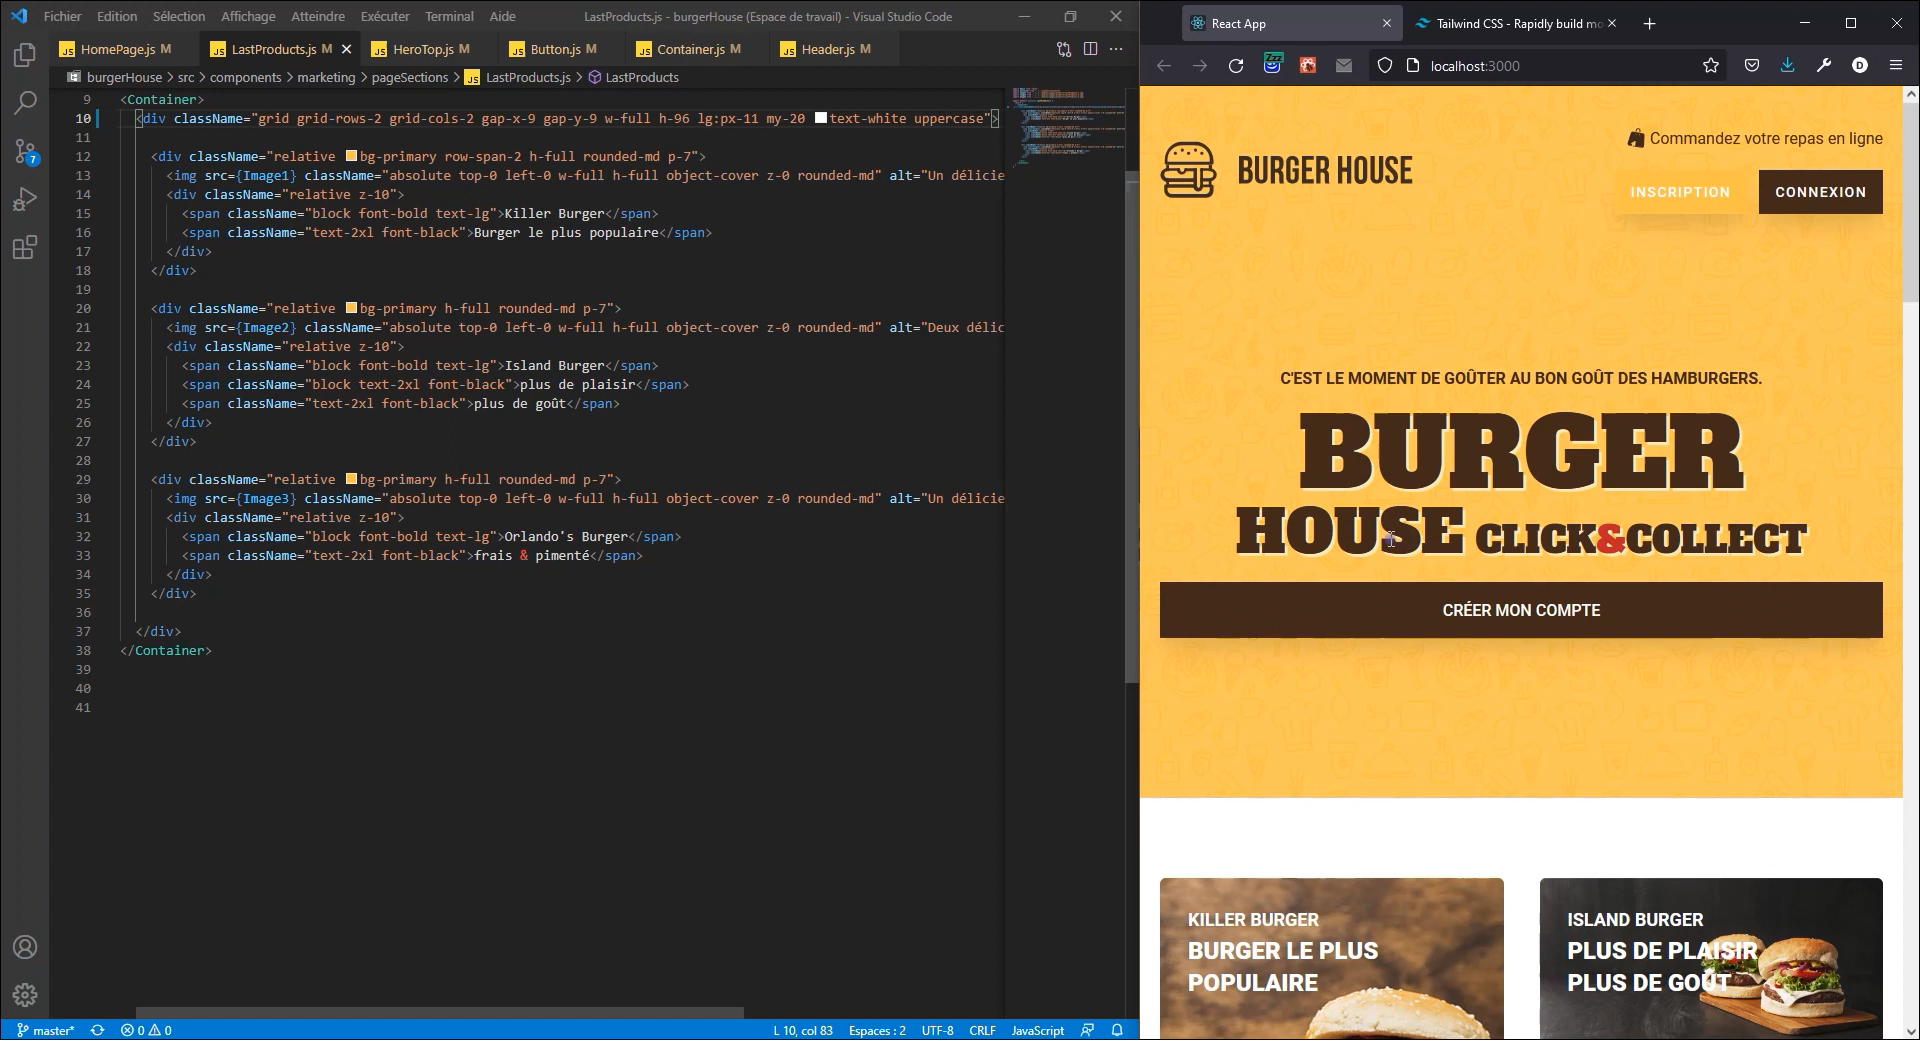 Fichier Edition Sélection Affichage Atteindre Exécuter Terminal Aide LastProducts.js - burgerHouse (Espace de travail) - Visual Studio Code
HomePage.js M LastProducts.js M HeroTop.js M Button.js M Container.js M Header.js M
burgerHouse > src > components > marketing > pageSections > LastProducts.js > LastProducts
9 <Container>
10 <div className="grid grid-rows-2 grid-cols-2 gap-x-9 gap-y-9 w-full h-96 lg:px-11 my-20 text-white uppercase">
11
12 <div className="relative bg-primary row-span-2 h-full rounded-md p-7">
13 <img src={Image1} className="absolute top-0 left-0 w-full h-full object-cover z-0 rounded-md" alt="Un délicie
14 <div className="relative z-10">
15 <span className="block font-bold text-lg">Killer Burger</span>
16 <span className="text-2xl font-black">Burger le plus populaire</span>
17 </div>
18 </div>
19
20 <div className="relative bg-primary h-full rounded-md p-7">
21 <img src={Image2} className="absolute top-0 left-0 w-full h-full object-cover z-0 rounded-md" alt="Deux délic
22 <div className="relative z-10">
23 <span className="block font-bold text-lg">Island Burger</span>
24 <span className="block text-2xl font-black">plus de plaisir</span>
25 <span className="text-2xl font-black">plus de goût</span>
26 </div>
27 </div>
28
29 <div className="relative bg-primary h-full rounded-md p-7">
30 <img src={Image3} className="absolute top-0 left-0 w-full h-full object-cover z-0 rounded-md" alt="Un délicie
31 <div className="relative z-10">
32 <span className="block font-bold text-lg">Orlando's Burger</span>
33 <span className="text-2xl font-black">frais & pimenté</span>
34 </div>
35 </div>
36
37 </div>
38 </Container>
39
40
41
7
master* 0 0 L 10, col 83 Espaces : 2 UTF-8 CRLF JavaScript
React App Tailwind CSS - Rapidly build mo
localhost:3000 D
Commandez votre repas en ligne
BURGER HOUSE
INSCRIPTION CONNEXION
C'EST LE MOMENT DE GOÛTER AU BON GOÛT DES HAMBURGERS.
BURGER
HOUSE CLICK&COLLECT
CRÉER MON COMPTE
KILLER BURGER
BURGER LE PLUS
POPULAIRE
ISLAND BURGER
PLUS DE PLAISIR
PLUS DE GOÛT